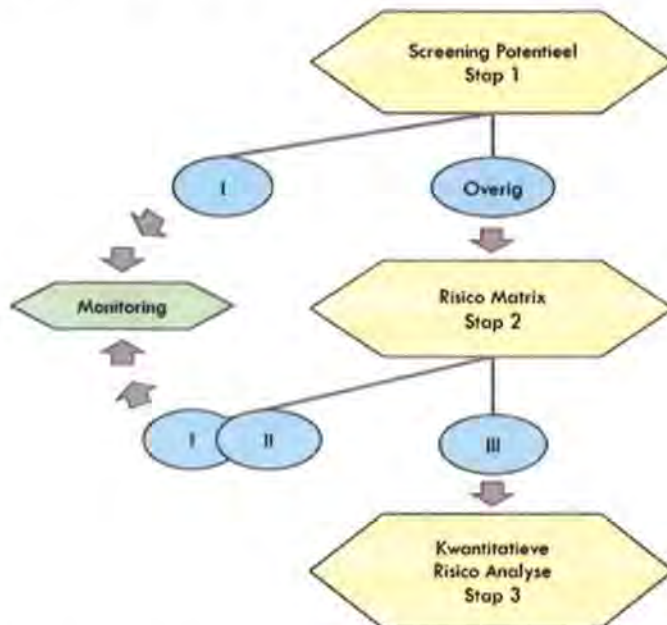 Screening Potentieel
Stap 1
I
Overig
Monitoring
Risico Matrix
Stap 2
I
II
III
Kwantitatieve
Risico Analyse
Stap 3